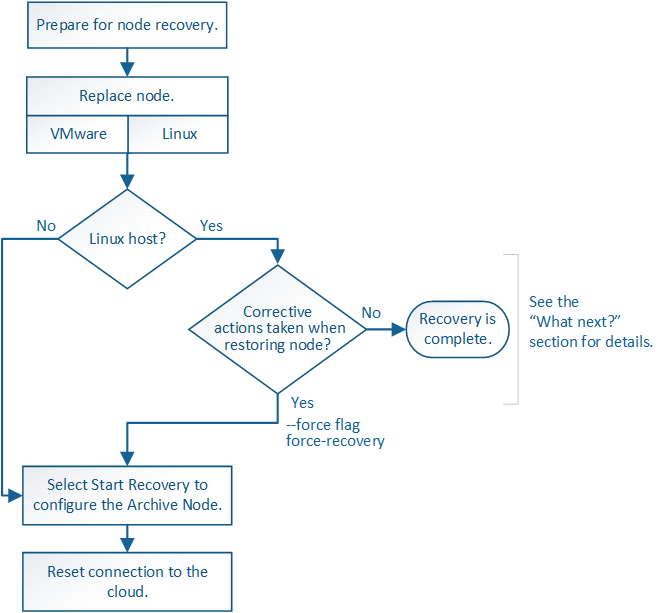 Prepare for node recovery.
Replace node.
VMware
Linux
No
Linux host?
Yes
Corrective
actions taken when
restoring node?
No
Recovery is
complete.
See the
“What next?”
section for details.
Yes
--force flag
force-recovery
Select Start Recovery to
configure the Archive Node.
Reset connection to the
cloud.